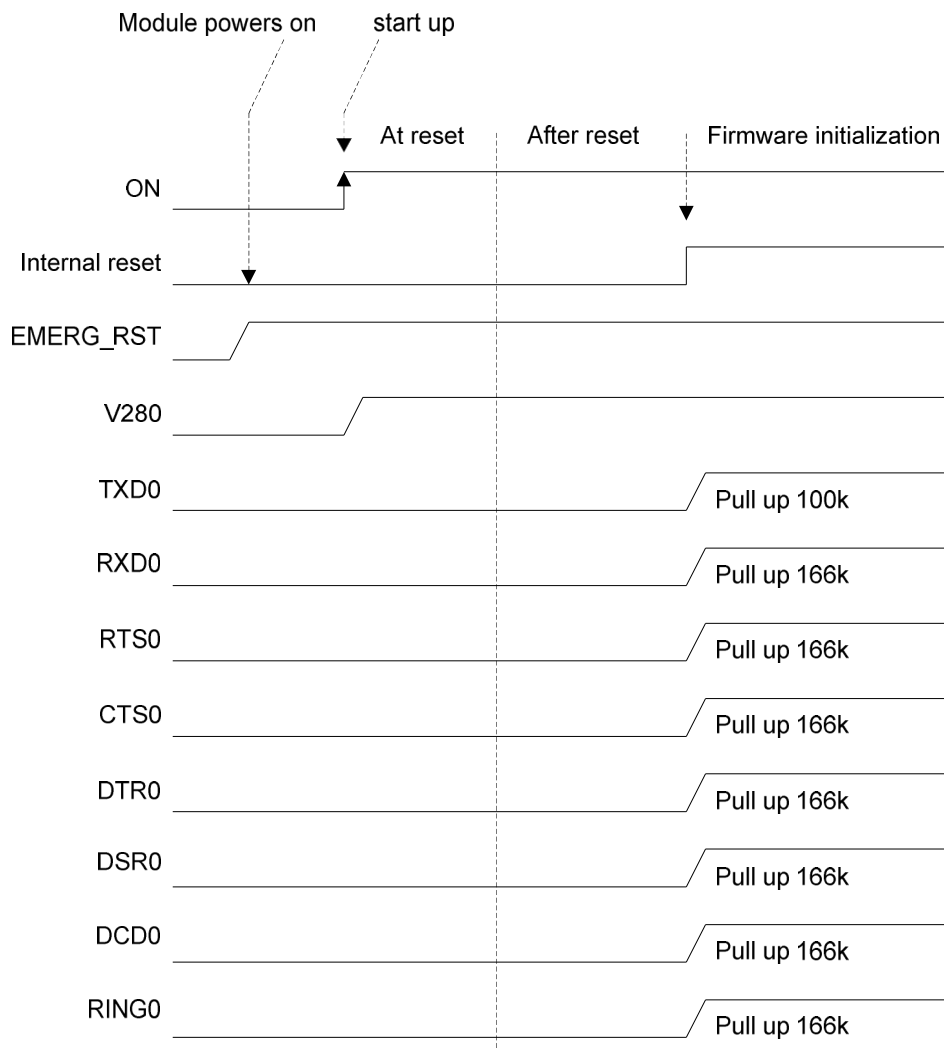 Module powers on start up
At reset After reset Firmware initialization
ON
Internal reset
EMERG_RST
V280
TXD0 Pull up 100k
RXD0 Pull up 166k
RTS0 Pull up 166k
CTS0 Pull up 166k
DTR0 Pull up 166k
DSR0 Pull up 166k
DCD0 Pull up 166k
RING0 Pull up 166k